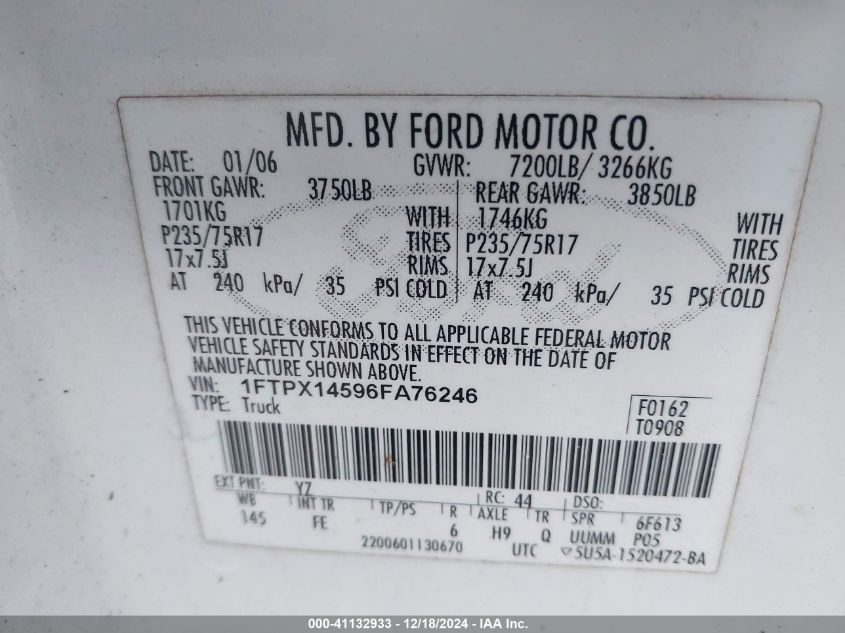 MFD. BY FORD MOTOR CO.
DATE: 01/06 GVWR: 7200LB/ 3266KG
FRONT GAWR: 3750LB REAR GAWR: 3850LB
1701KG WITH 1746KG WITH
P235/75R17 TIRES P235/75R17 TIRES
17x7.5J RIMS 17x7.5J RIMS
AT 240 kPa/ 35 PSI COLD AT 240 kPa/ 35 PSI COLD
Ford
THIS VEHICLE CONFORMS TO ALL APPLICABLE FEDERAL MOTOR
VEHICLE SAFETY STANDARDS IN EFFECT ON THE DATE OF
MANUFACTURE SHOWN ABOVE.
VIN: 1FTPX14596FA76246
TYPE: Truck
F0162
T0908
EXT PNT: YZ RC: 44 DSO:
WB INT TR TP/PS R AXLE TR SPR 6F613
145 FE 6 H9 Q UUMM P05
2200601130670 UTC ▽5U5A-1520472-BA
000-41132933 - 12/18/2024 - IAA Inc.